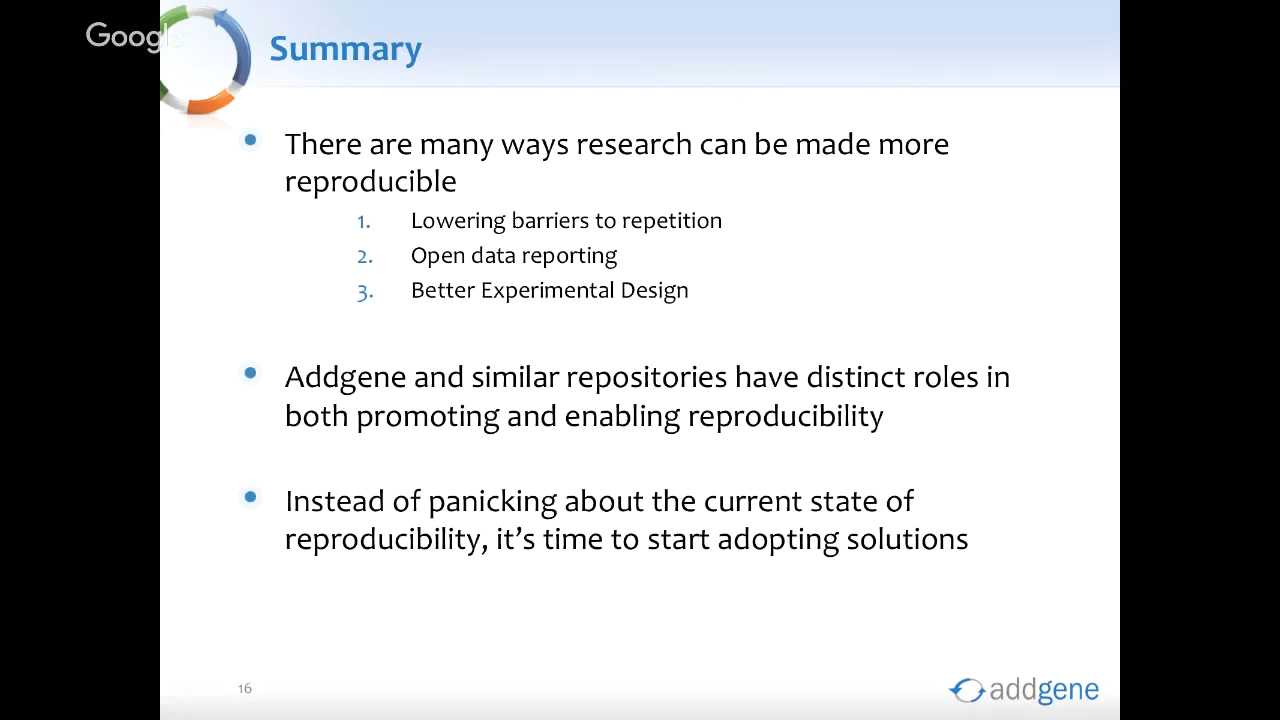 Google
Summary
There are many ways research can be made more
reproducible
1. Lowering barriers to repetition
2. Open data reporting
3. Better Experimental Design
Addgene and similar repositories have distinct roles in
both promoting and enabling reproducibility
Instead of panicking about the current state of
reproducibility, it's time to start adopting solutions
16
addgene